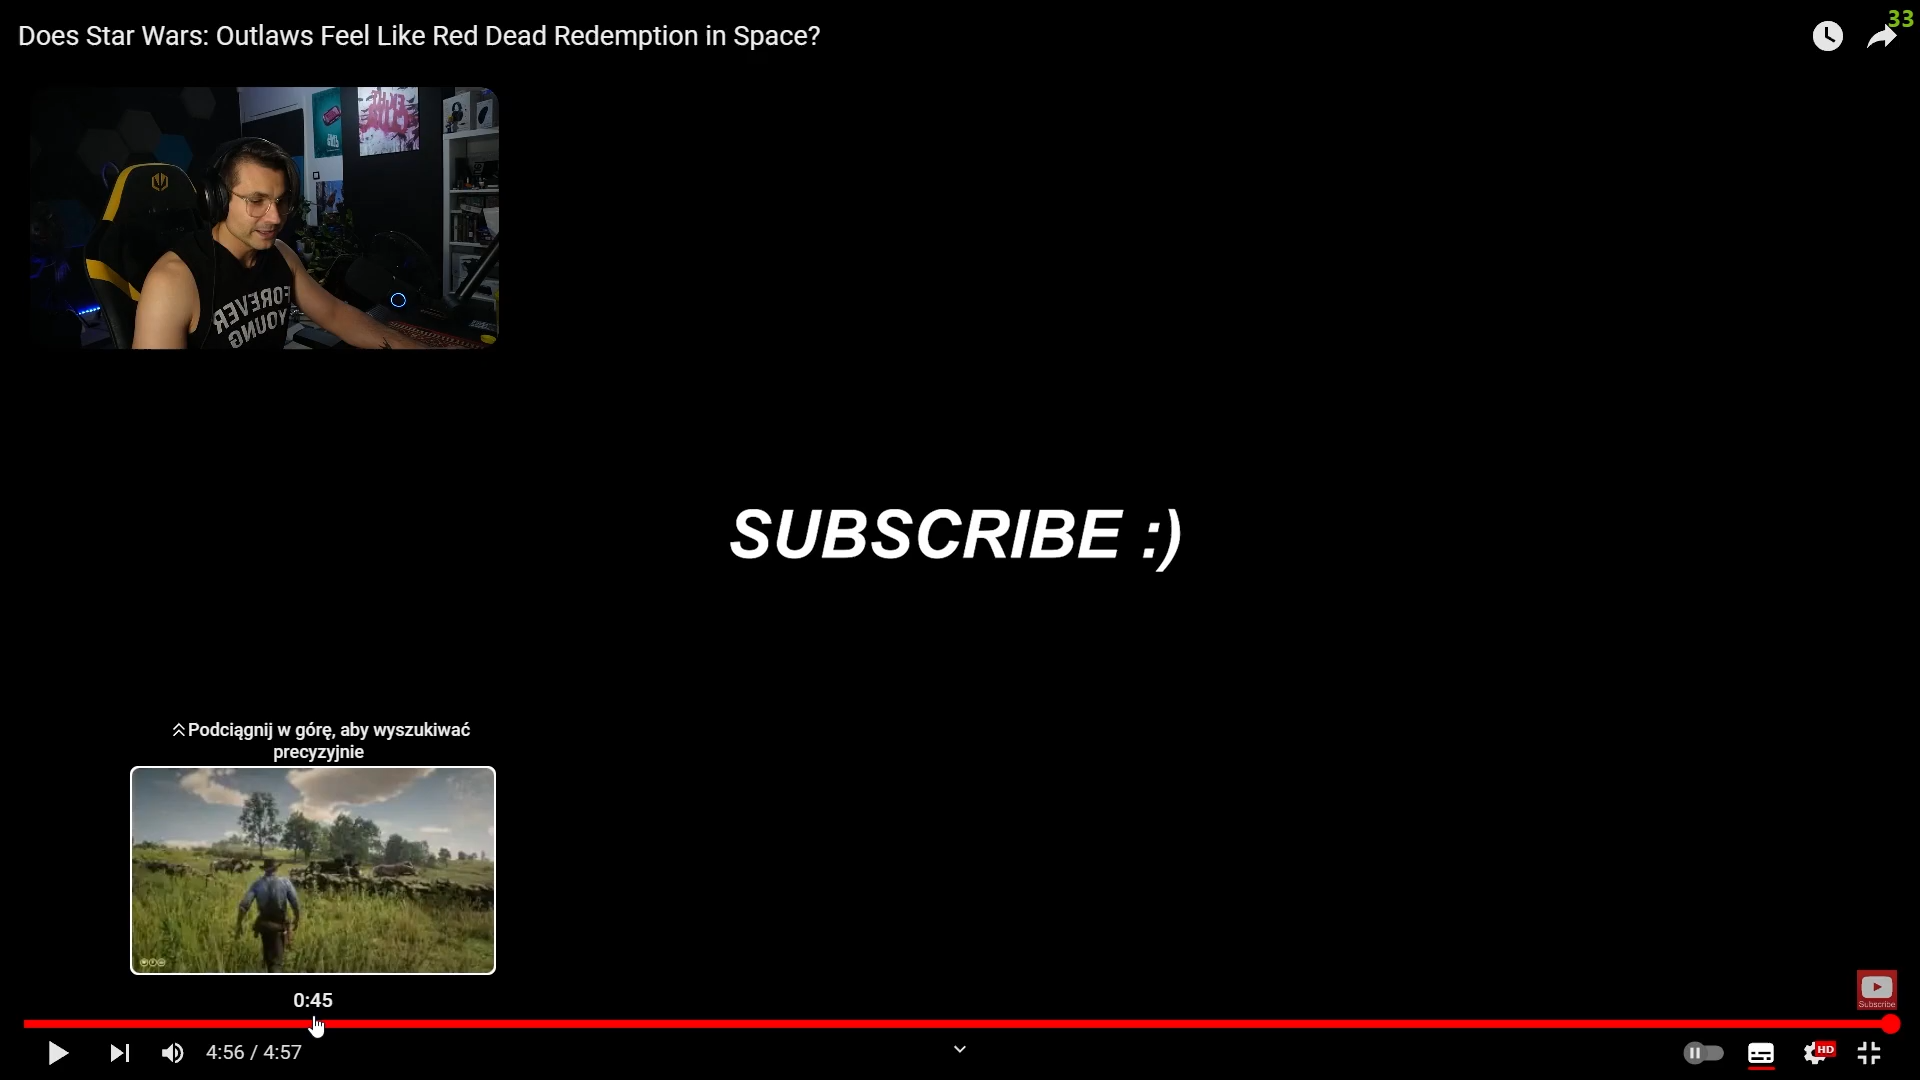 33
Does Star Wars: Outlaws Feel Like Red Dead Redemption in Space?
FOREVER
YOUNG
SUBSCRIBE :)
Podciągnij w górę, aby wyszukiwać
precyzyjnie
0:45
Subscribe
4:56 / 4:57
HD